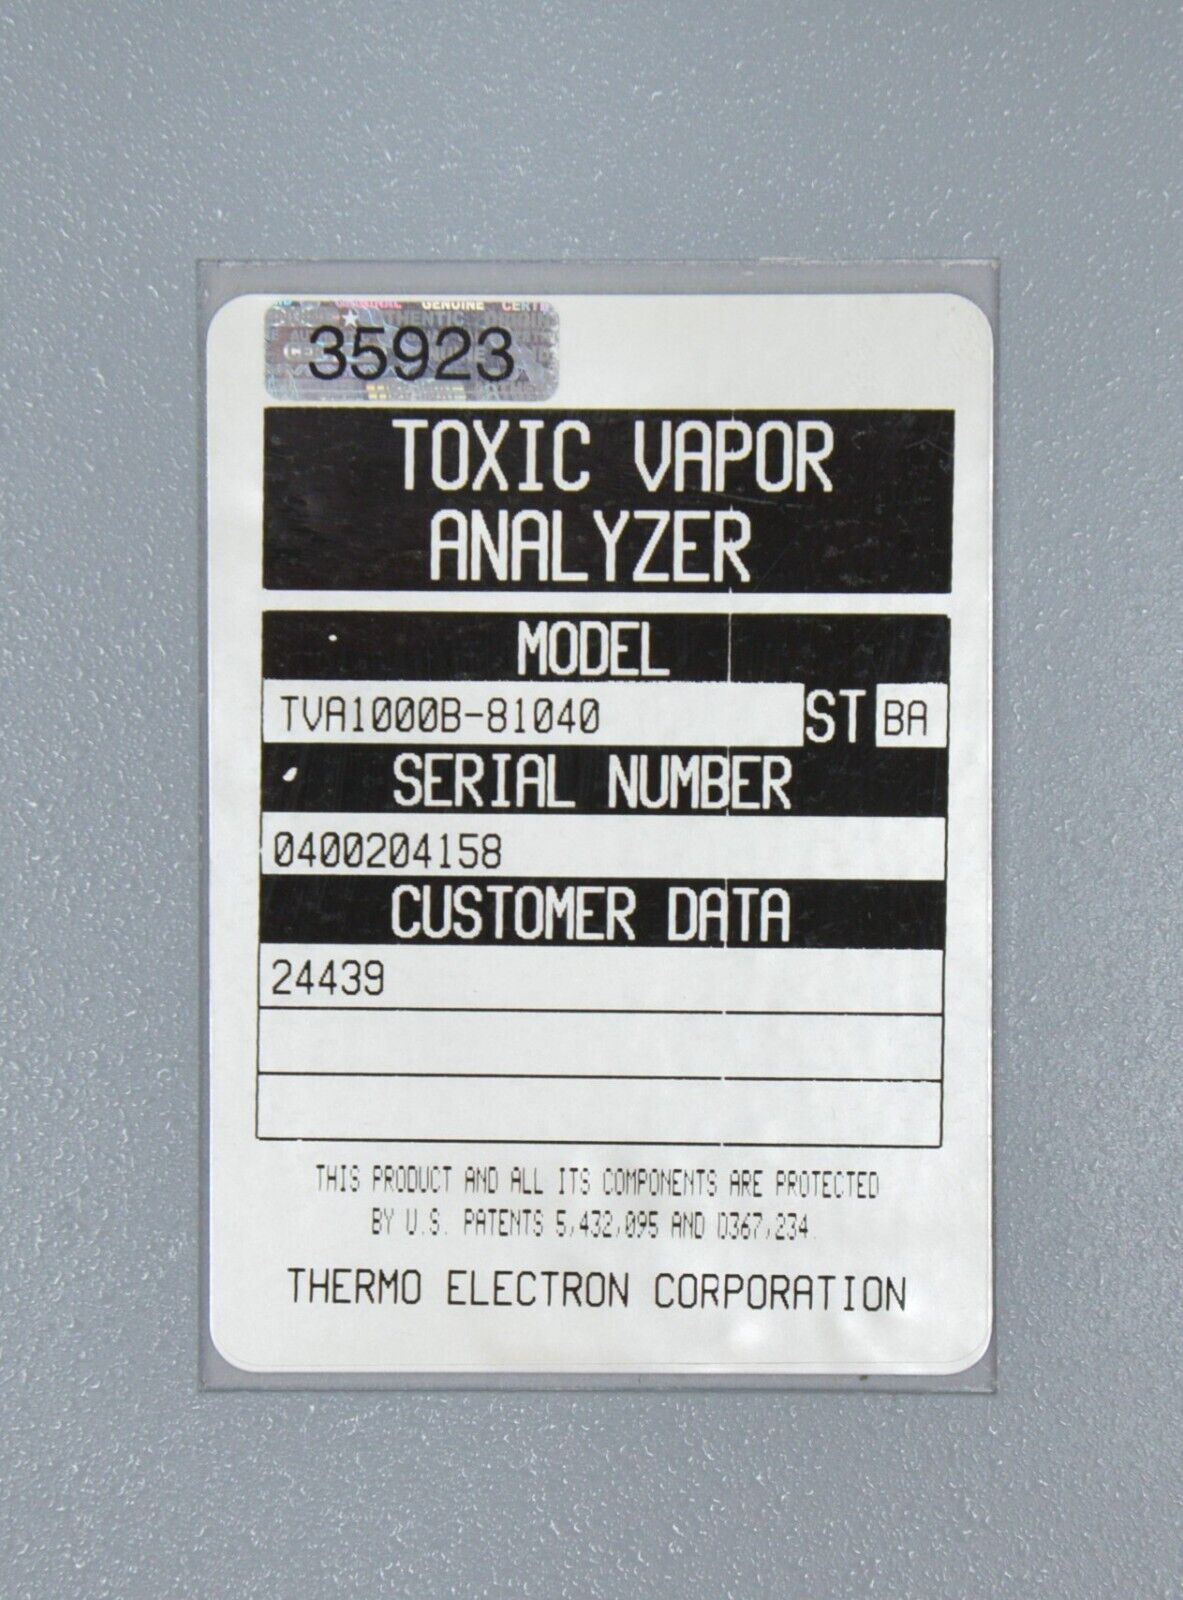 GENUINE
35923
TOXIC VAPOR
ANALYZER
MODEL
TVA1000B-81040 ST BA
SERIAL NUMBER
0400204158
CUSTOMER DATA
24439
THIS PRODUCT AND ALL ITS COMPONENTS ARE PROTECTED
BY U.S. PATENTS 5,432,095 AND D367,234.
THERMO ELECTRON CORPORATION